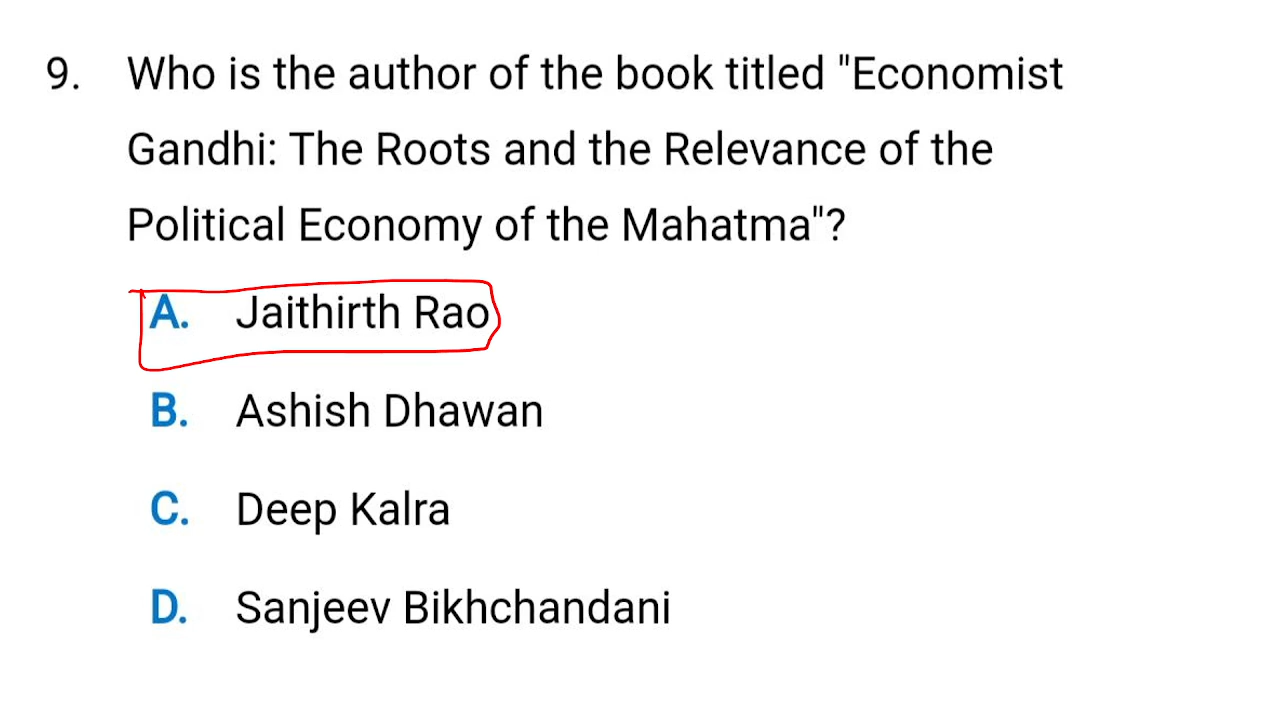 9. Who is the author of the book titled "Economist
Gandhi: The Roots and the Relevance of the
Political Economy of the Mahatma"?
A. Jaithirth Rao
B. Ashish Dhawan
C. Deep Kalra
D. Sanjeev Bikhchandani